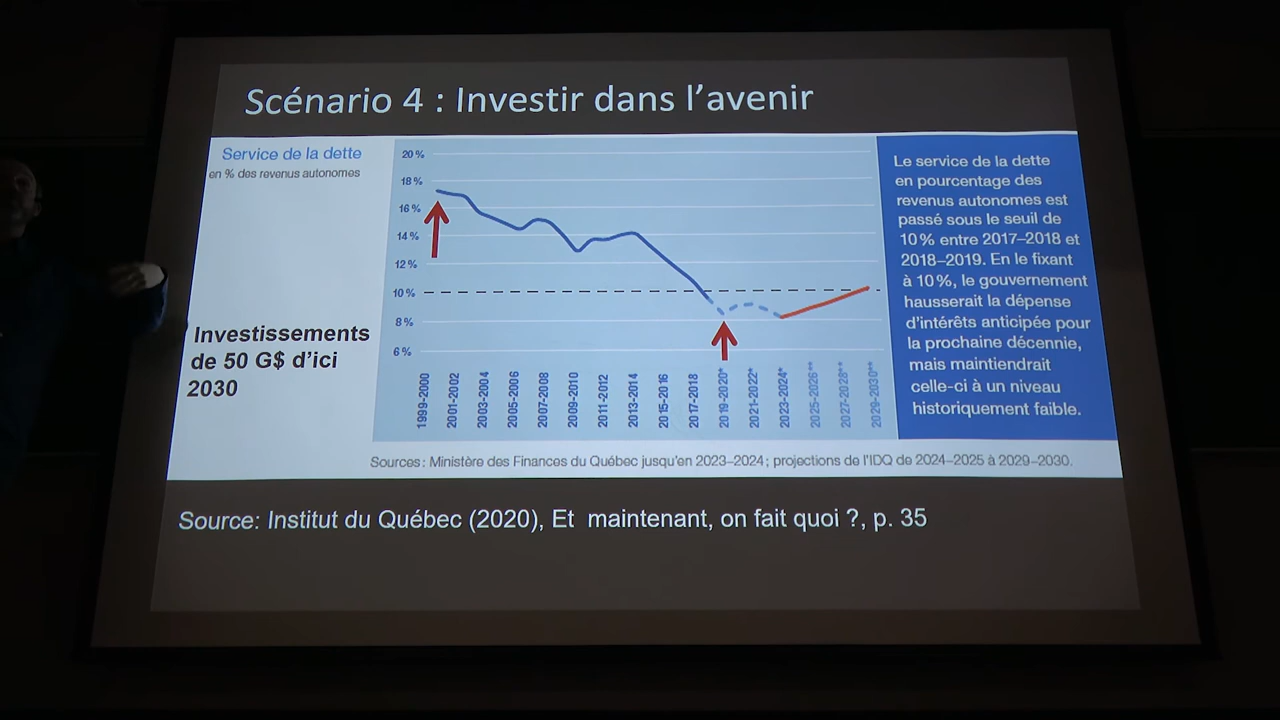 Scénario 4 : Investir dans l’avenir
Service de la dette
en % des revenus autonomes
Investissements
de 50 G$ d’ici
2030
20 %
18 %
16 %
14 %
12 %
10 %
8 %
6 %
1999-2000
2001-2002
2003-2004
2005-2006
2007-2008
2009-2010
2011-2012
2013-2014
2015-2016
2017-2018
2019-2020*
2021-2022*
2023-2024*
2025-2026**
2027-2028**
2029-2030**
Le service de la dette
en pourcentage des
revenus autonomes est
passé sous le seuil de
10 % entre 2017–2018 et
2018–2019. En le fixant
à 10 %, le gouvernement
hausserait la dépense
d’intérêts anticipée pour
la prochaine décennie,
mais maintiendrait
celle-ci à un niveau
historiquement faible.
Sources : Ministère des Finances du Québec jusqu’en 2023–2024 ; projections de l’IDQ de 2024–2025 à 2029–2030.
Source: Institut du Québec (2020), Et maintenant, on fait quoi ?, p. 35